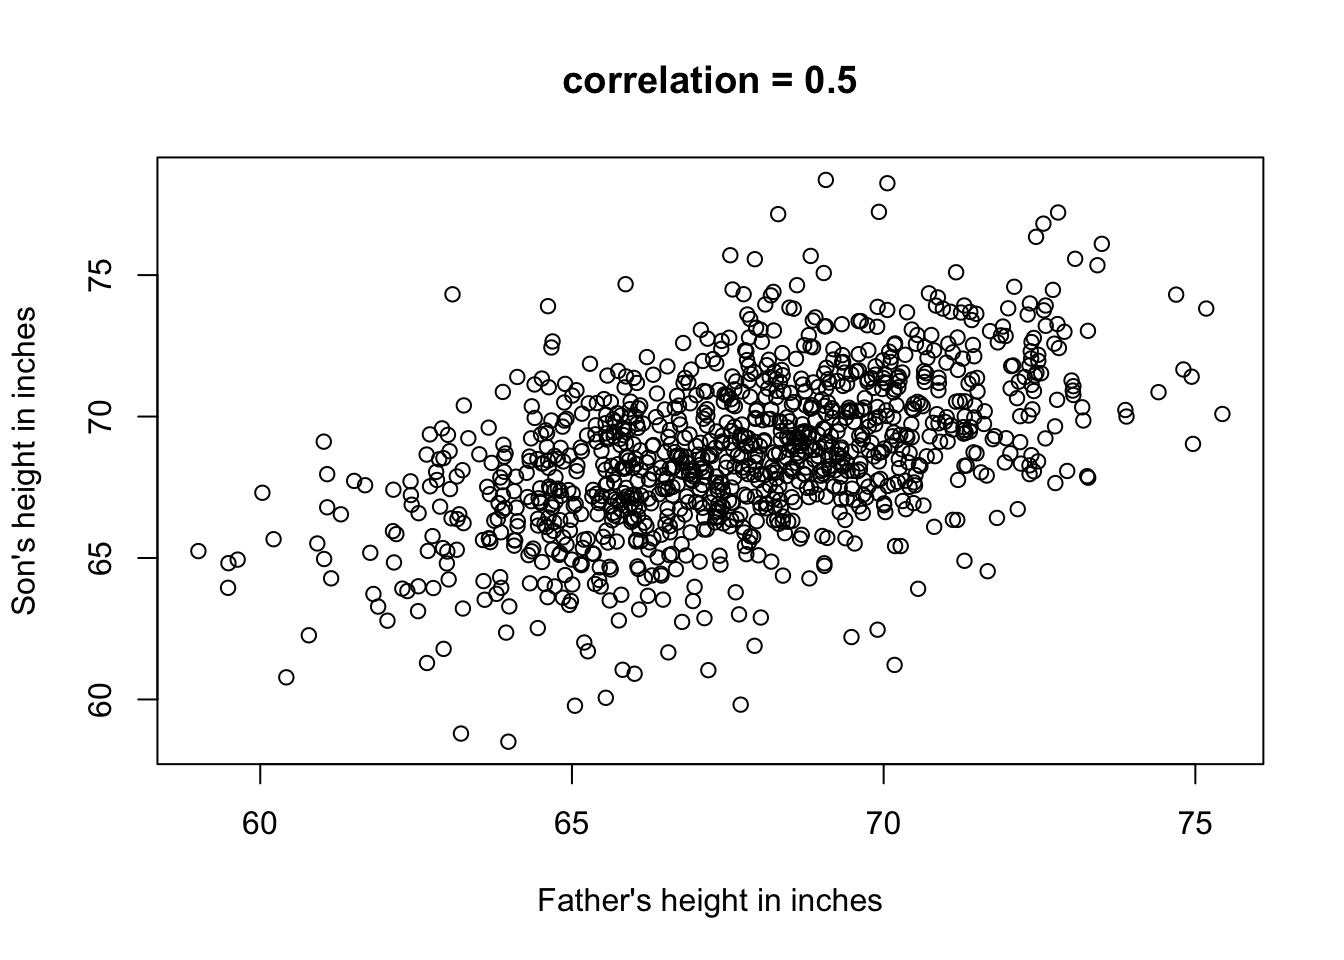 correlation = 0.5
Son's height in inches
75
70
65
60
60
65
70
75
Father's height in inches